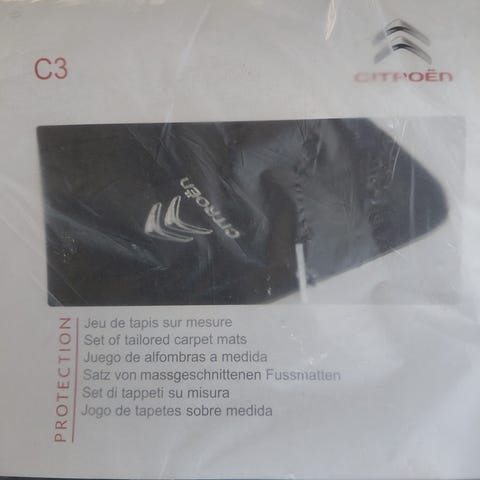 C3
CITROËN
CITROËN
PROTECTION
Jeu de tapis sur mesure
Set of tailored carpet mats
Juego de alfombras a medida
Satz von massgeschnittenen Fussmatten
Set di tappeti su misura
Jogo de tapetes sobre medida